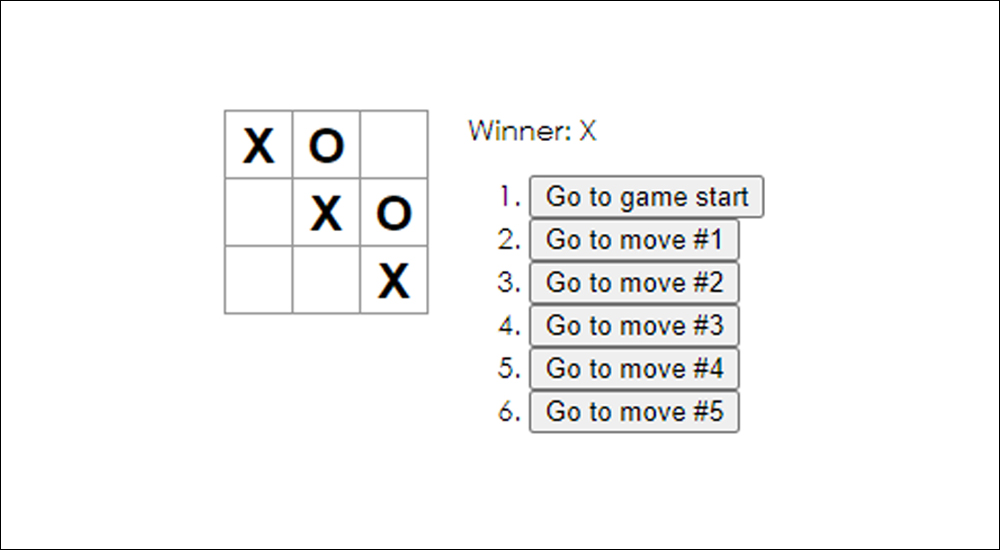 X O
X O
X
Winner: X
1. Go to game start
2. Go to move #1
3. Go to move #2
4. Go to move #3
5. Go to move #4
6. Go to move #5